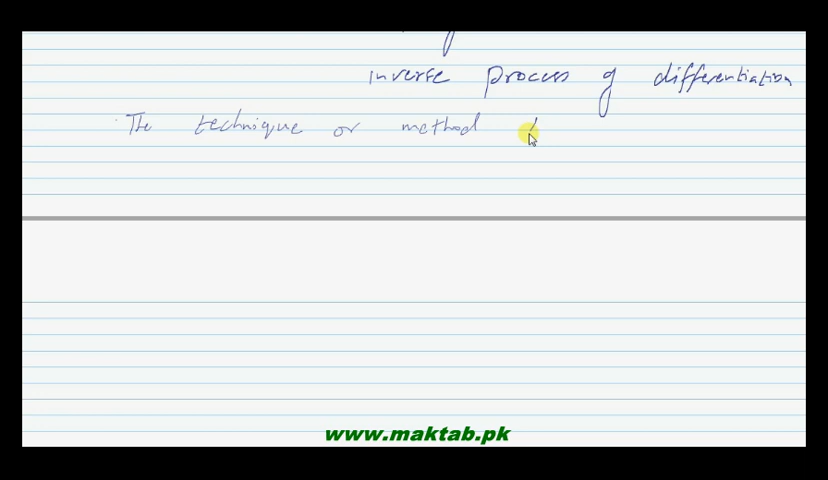 inverse process of differentiation
The technique or method
www.maktab.pk